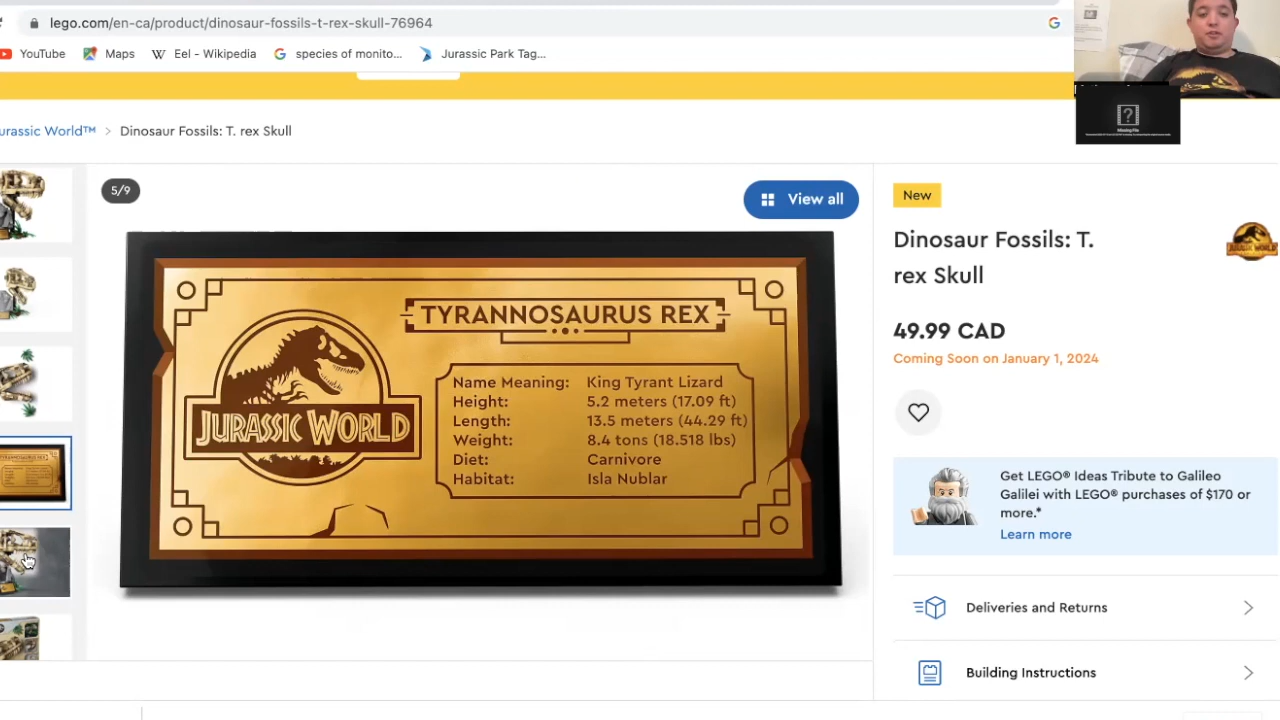 lego.com/en-ca/product/dinosaur-fossils-t-rex-skull-76964
YouTube
Maps
Eel - Wikipedia
species of monito...
Jurassic Park Tag...
urassic World™ > Dinosaur Fossils: T. rex Skull
5/9
View all
TYRANNOSAURUS REX
JURASSIC WORLD
Name Meaning: King Tyrant Lizard
Height: 5.2 meters (17.09 ft)
Length: 13.5 meters (44.29 ft)
Weight: 8.4 tons (18.518 lbs)
Diet: Carnivore
Habitat: Isla Nublar
New
Dinosaur Fossils: T.
rex Skull
JURASSIC WORLD
49.99 CAD
Coming Soon on January 1, 2024
Get LEGO® Ideas Tribute to Galileo
Galilei with LEGO® purchases of $170 or
more.*
Learn more
Deliveries and Returns
Building Instructions
Missing File